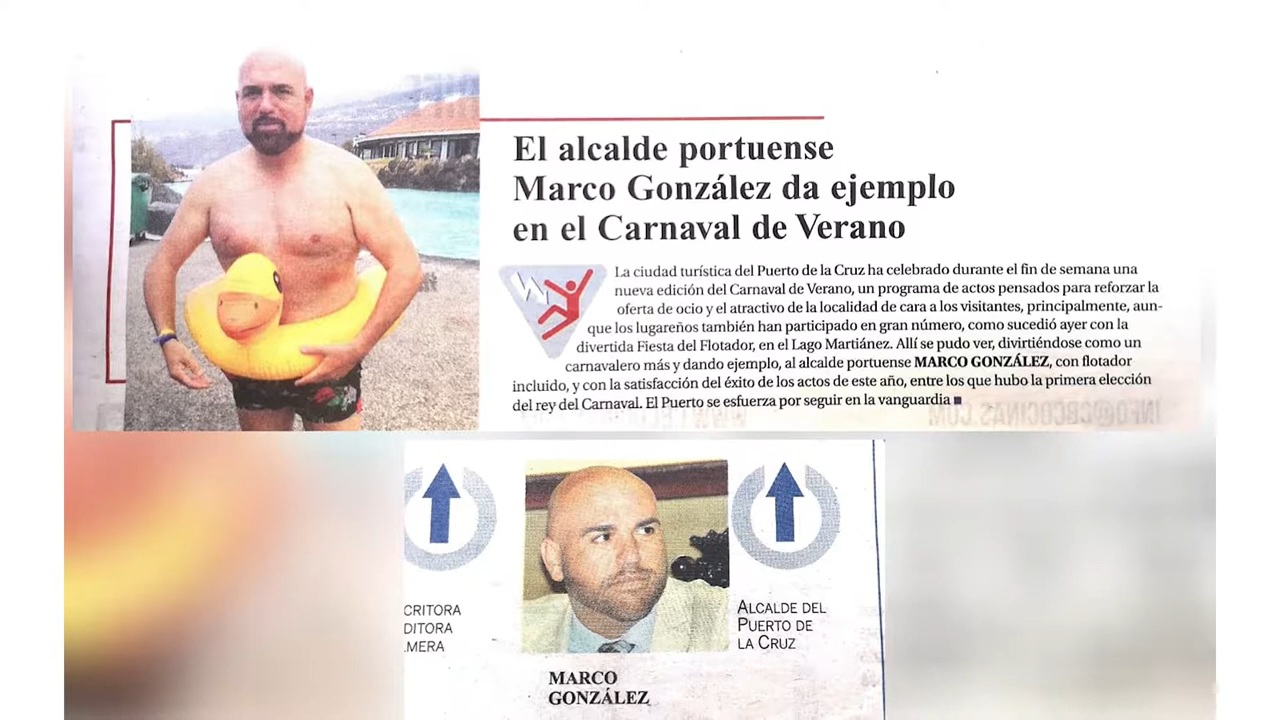 El alcalde portuense
Marco González da ejemplo
en el Carnaval de Verano
La ciudad turística del Puerto de la Cruz ha celebrado durante el fin de semana una
nueva edición del Carnaval de Verano, un programa de actos pensados para reforzar la
oferta de ocio y el atractivo de la localidad de cara a los visitantes, principalmente, aun-
que los lugareños también han participado en gran número, como sucedió ayer con la
divertida Fiesta del Flotador, en el Lago Martiánez. Allí se pudo ver, divirtiéndose como un
carnavalero más y dando ejemplo, al alcalde portuense MARCO GONZÁLEZ, con flotador
incluido, y con la satisfacción del éxito de los actos de este año, entre los que hubo la primera elección
del rey del Carnaval. El Puerto se esfuerza por seguir en la vanguardia ■
INFO@CBCOCINAS.COM
CRITORA
DITORA
MERA
ALCALDE DEL
PUERTO DE
LA CRUZ
MARCO
GONZÁLEZ